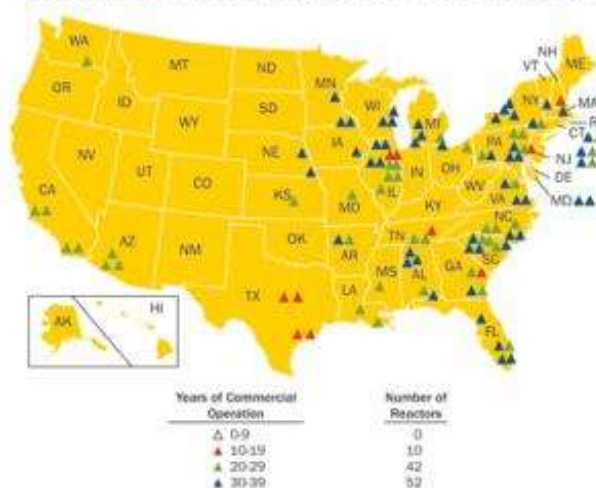 WA
MT
ND
MN
OR
ID
SD
WI
MI
NH
VT
ME
NY
MA
CT
WY
NE
IA
PA
NJ
DE
MD
NV
UT
CO
KS
MO
IL
IN
OH
WV
VA
KY
NC
CA
AZ
NM
OK
AR
TN
SC
MS
AL
GA
TX
LA
FL
AK
HI
Years of Commercial Operation
Number of Reactors
0-9 0
10-19 10
20-29 42
30-39 52